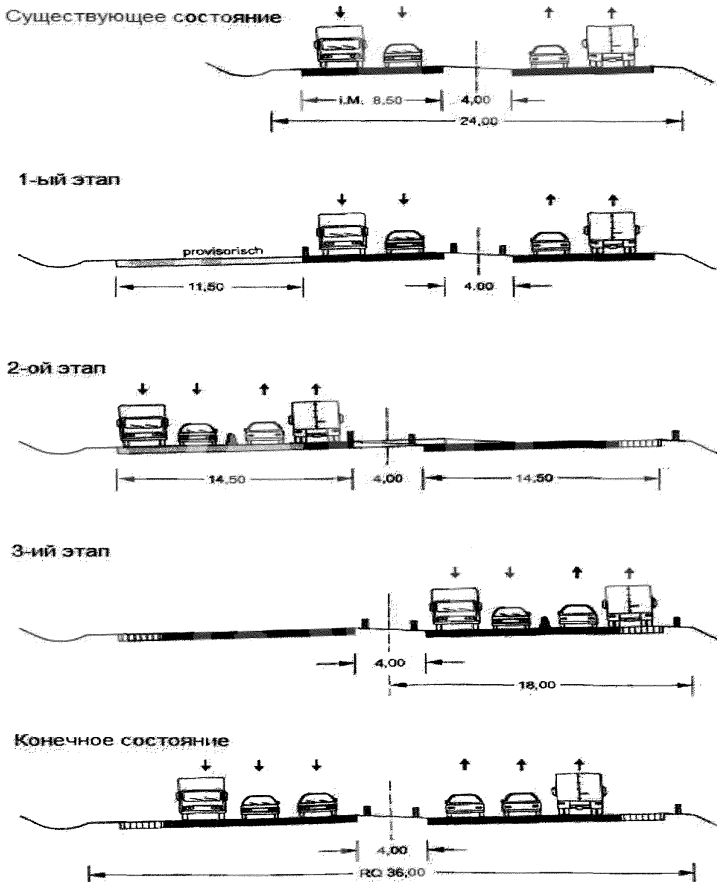 Существующее состояние
i.M. 8,50
4,00
24,00
1-ый этап
provisorisch
11,50
4,00
2-ой этап
14,50
4,00
14,50
3-ий этап
4,00
18,00
Конечное состояние
4,00
RQ 36,00